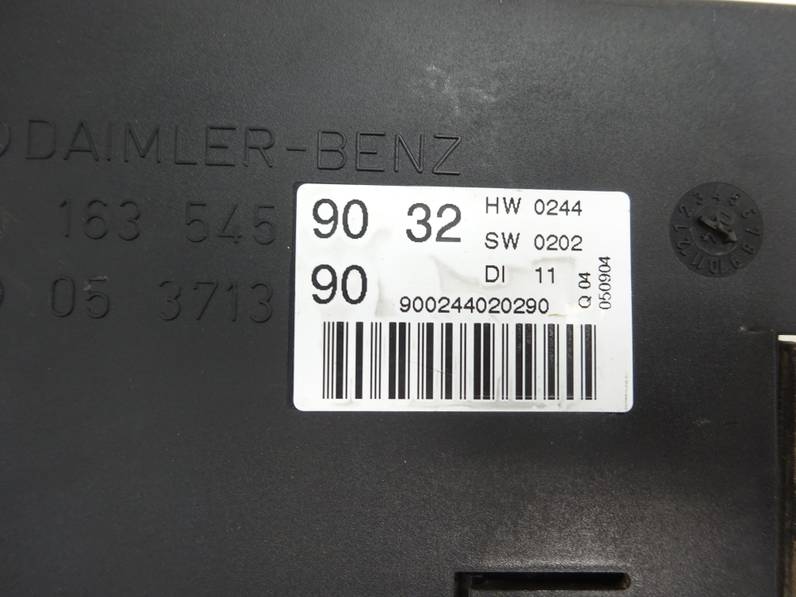 DAIMLER-BENZ
163 545
90 32
HW 0244
SW 0202
05 3713
90
DI 11
Q 04
050904
900244020290